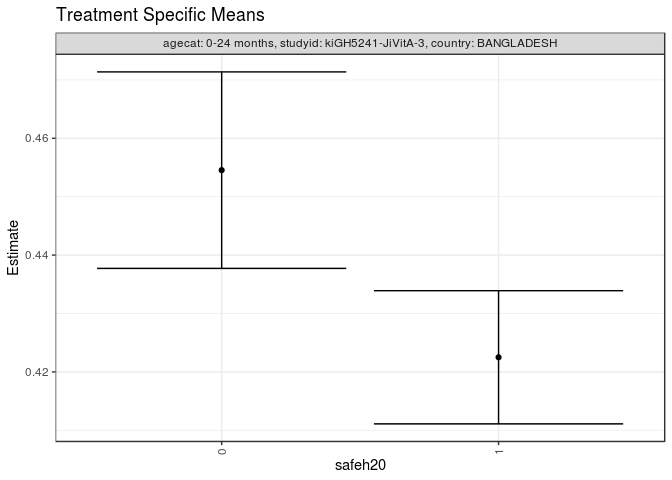 Treatment Specific Means
agecat: 0-24 months, studyid: kiGH5241-JiVitA-3, country: BANGLADESH
0.46
0.44
0.42
Estimate
0
1
safeh20